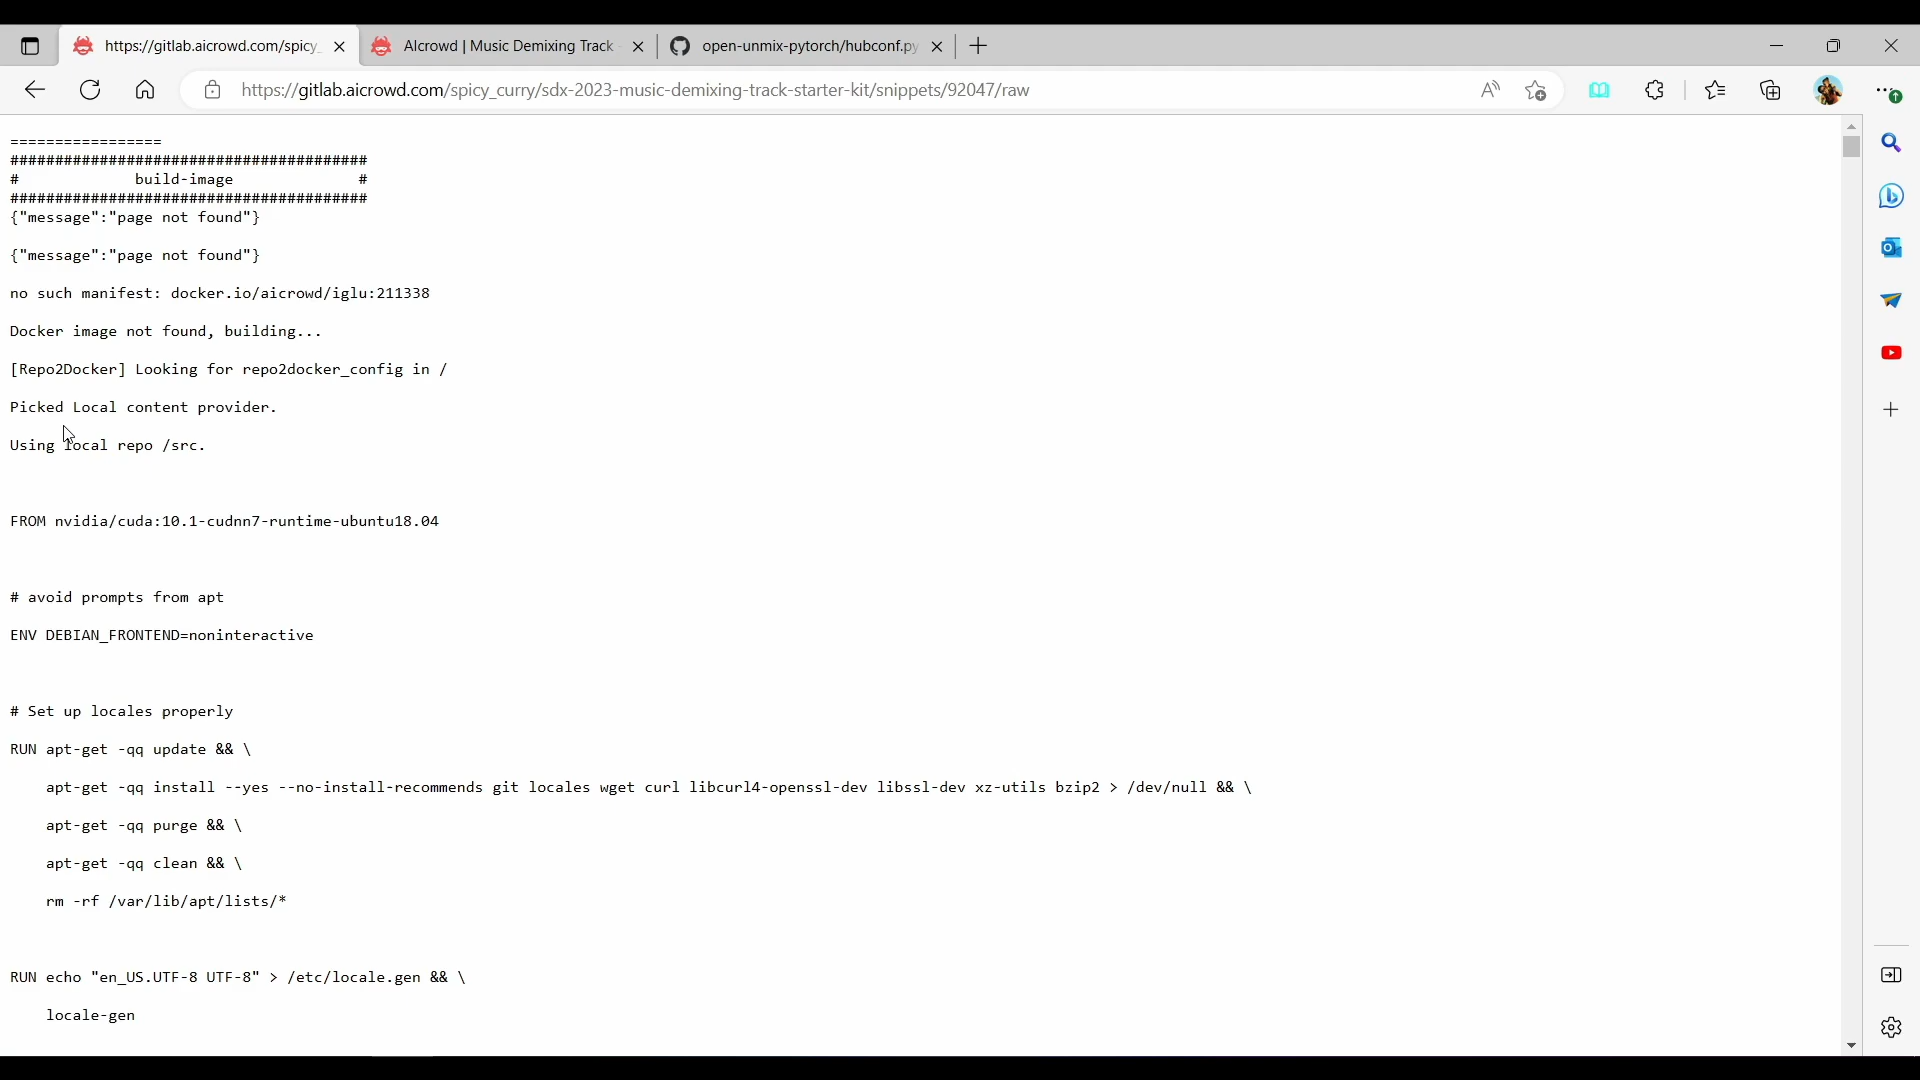 https://gitlab.aicrowd.com/spicy_
AIcrowd | Music Demixing Track -
open-unmix-pytorch/hubconf.py
https://gitlab.aicrowd.com/spicy_curry/sdx-2023-music-demixing-track-starter-kit/snippets/92047/raw
=================
########################################
#             build-image              #
########################################
{"message":"page not found"}
{"message":"page not found"}
no such manifest: docker.io/aicrowd/iglu:211338
Docker image not found, building...
[Repo2Docker] Looking for repo2docker_config in /
Picked Local content provider.
Using local repo /src.
FROM nvidia/cuda:10.1-cudnn7-runtime-ubuntu18.04
# avoid prompts from apt
ENV DEBIAN_FRONTEND=noninteractive
# Set up locales properly
RUN apt-get -qq update && \
    apt-get -qq install --yes --no-install-recommends git locales wget curl libcurl4-openssl-dev libssl-dev xz-utils bzip2 > /dev/null && \
    apt-get -qq purge && \
    apt-get -qq clean && \
    rm -rf /var/lib/apt/lists/*
RUN echo "en_US.UTF-8 UTF-8" > /etc/locale.gen && \
    locale-gen